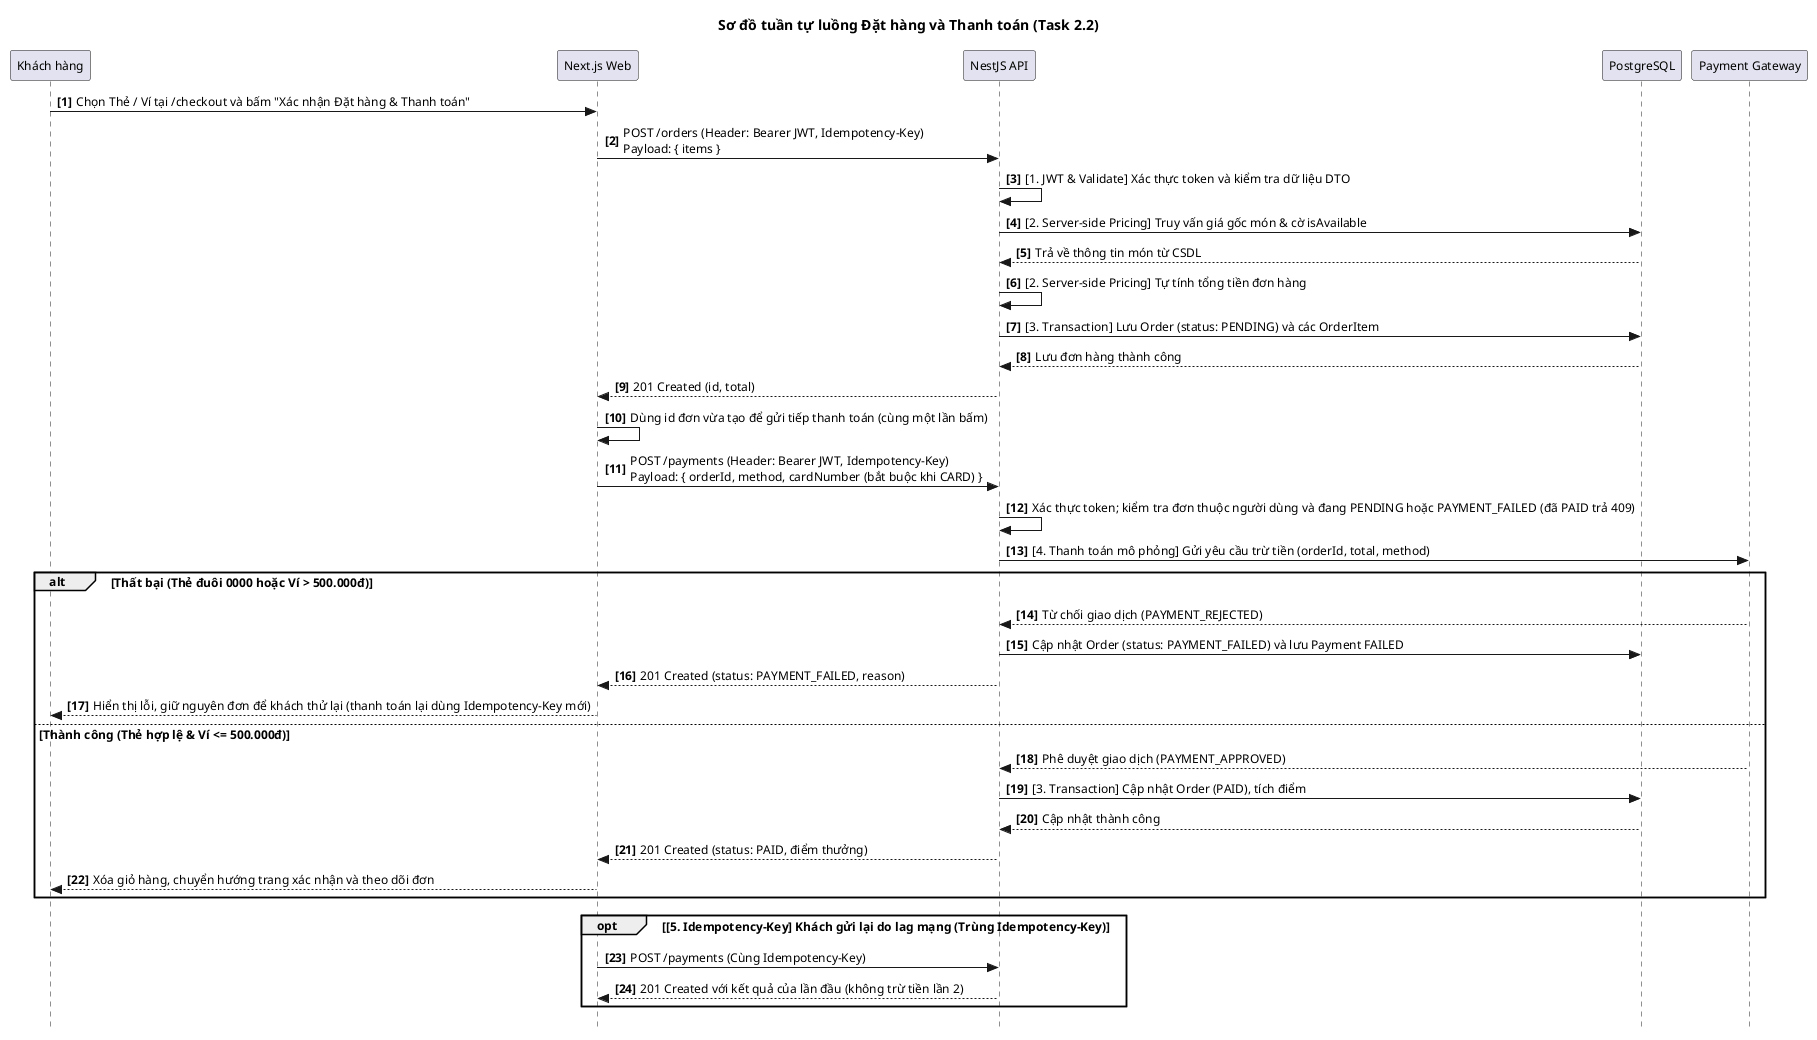 Sơ đồ tuần tự luồng Đặt hàng và Thanh toán (Task 2.2)
Khách hàng
Next.js Web
NestJS API
PostgreSQL
Payment Gateway
[1] Chọn Thẻ / Ví tại /checkout và bấm "Xác nhận Đặt hàng & Thanh toán"
[2] POST /orders (Header: Bearer JWT, Idempotency-Key)
Payload: { items }
[3] [1. JWT & Validate] Xác thực token và kiểm tra dữ liệu DTO
[4] [2. Server-side Pricing] Truy vấn giá gốc món & cờ isAvailable
[5] Trả về thông tin món từ CSDL
[6] [2. Server-side Pricing] Tự tính tổng tiền đơn hàng
[7] [3. Transaction] Lưu Order (status: PENDING) và các OrderItem
[8] Lưu đơn hàng thành công
[9] 201 Created (id, total)
[10] Dùng id đơn vừa tạo để gửi tiếp thanh toán (cùng một lần bấm)
[11] POST /payments (Header: Bearer JWT, Idempotency-Key)
Payload: { orderId, method, cardNumber (bắt buộc khi CARD) }
[12] Xác thực token; kiểm tra đơn thuộc người dùng và đang PENDING hoặc PAYMENT_FAILED (đã PAID trả 409)
[13] [4. Thanh toán mô phỏng] Gửi yêu cầu trừ tiền (orderId, total, method)
alt [Thất bại (Thẻ đuôi 0000 hoặc Ví > 500.000đ)]
[14] Từ chối giao dịch (PAYMENT_REJECTED)
[15] Cập nhật Order (status: PAYMENT_FAILED) và lưu Payment FAILED
[16] 201 Created (status: PAYMENT_FAILED, reason)
[17] Hiển thị lỗi, giữ nguyên đơn để khách thử lại (thanh toán lại dùng Idempotency-Key mới)
[Thành công (Thẻ hợp lệ & Ví <= 500.000đ)]
[18] Phê duyệt giao dịch (PAYMENT_APPROVED)
[19] [3. Transaction] Cập nhật Order (PAID), tích điểm
[20] Cập nhật thành công
[21] 201 Created (status: PAID, điểm thưởng)
[22] Xóa giỏ hàng, chuyển hướng trang xác nhận và theo dõi đơn
opt [[5. Idempotency-Key] Khách gửi lại do lag mạng (Trùng Idempotency-Key)]
[23] POST /payments (Cùng Idempotency-Key)
[24] 201 Created với kết quả của lần đầu (không trừ tiền lần 2)